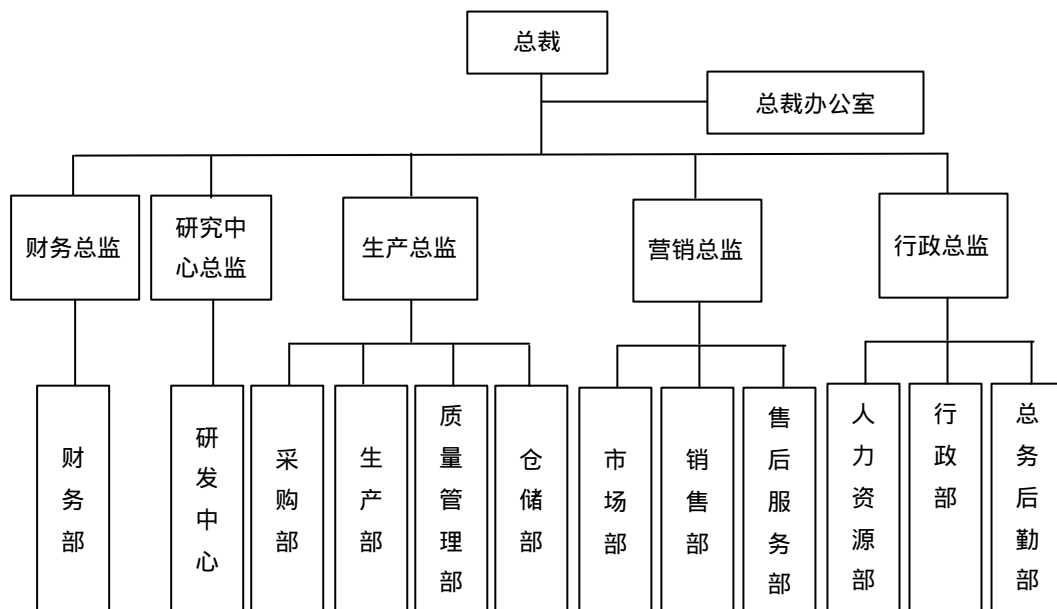 总裁
总裁办公室
财务总监
研究中
心总监
生产总监
营销总监
行政总监
财务部
研发中心
采购部
生产部
质量管理部
仓储部
市场部
销售部
售后服务部
人力资源部
行政部
总务后勤部